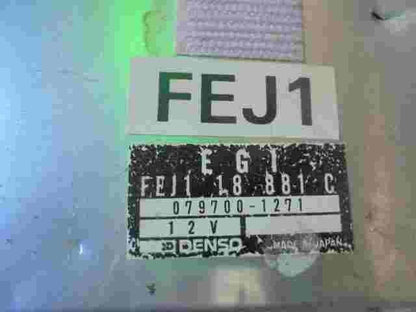 FEJ1
EGI
FEJ1 18 881 C
079700-1271
12V
DENSO MADE IN JAPAN